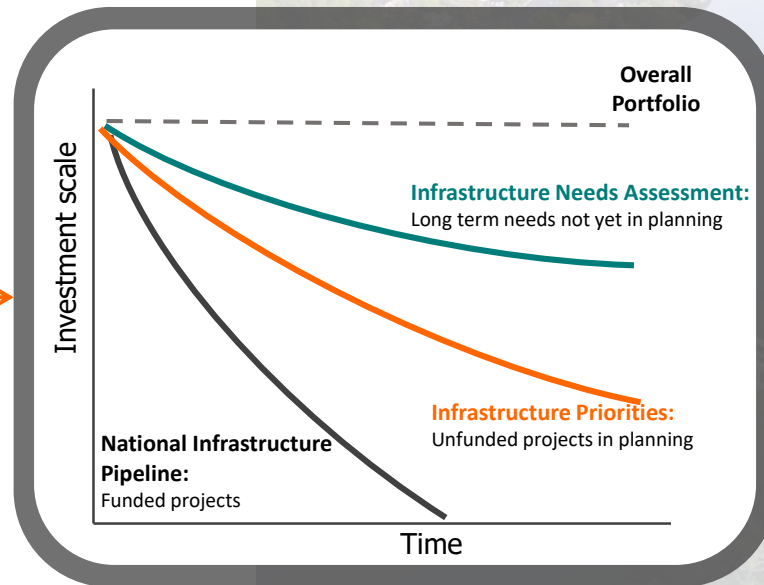 Overall
Portfolio
Investment scale
Infrastructure Needs Assessment:
Long term needs not yet in planning
Infrastructure Priorities:
Unfunded projects in planning
National Infrastructure
Pipeline:
Funded projects
Time